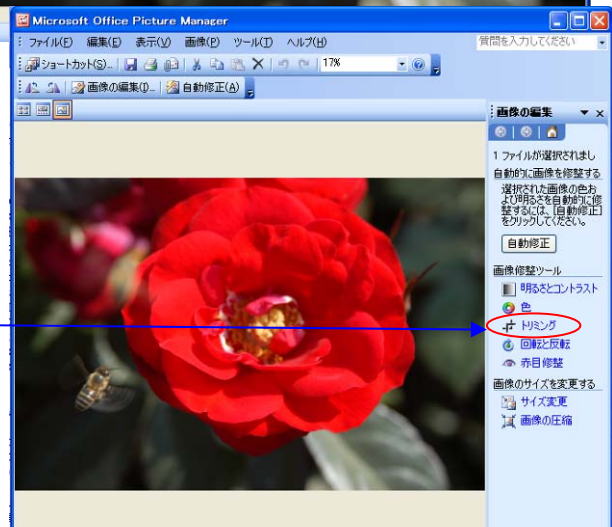 Microsoft Office Picture Manager
ファイル(F) 編集(E) 表示(V) 画像(P) ツール(T) ヘルプ(H) 質問を入力してください
ショートカット(S)... 17%
画像の編集(I)... 自動修正(A)
画像の編集
1 ファイルが選択されまし
自動的に画像を修整する
選択された画像の色お
よび明るさを自動的に修
整するには、[自動修正]
をクリックしてください。
自動修正
画像修整ツール
明るさとコントラスト
色
トリミング
回転と反転
赤目修整
画像のサイズを変更する
サイズ変更
画像の圧縮